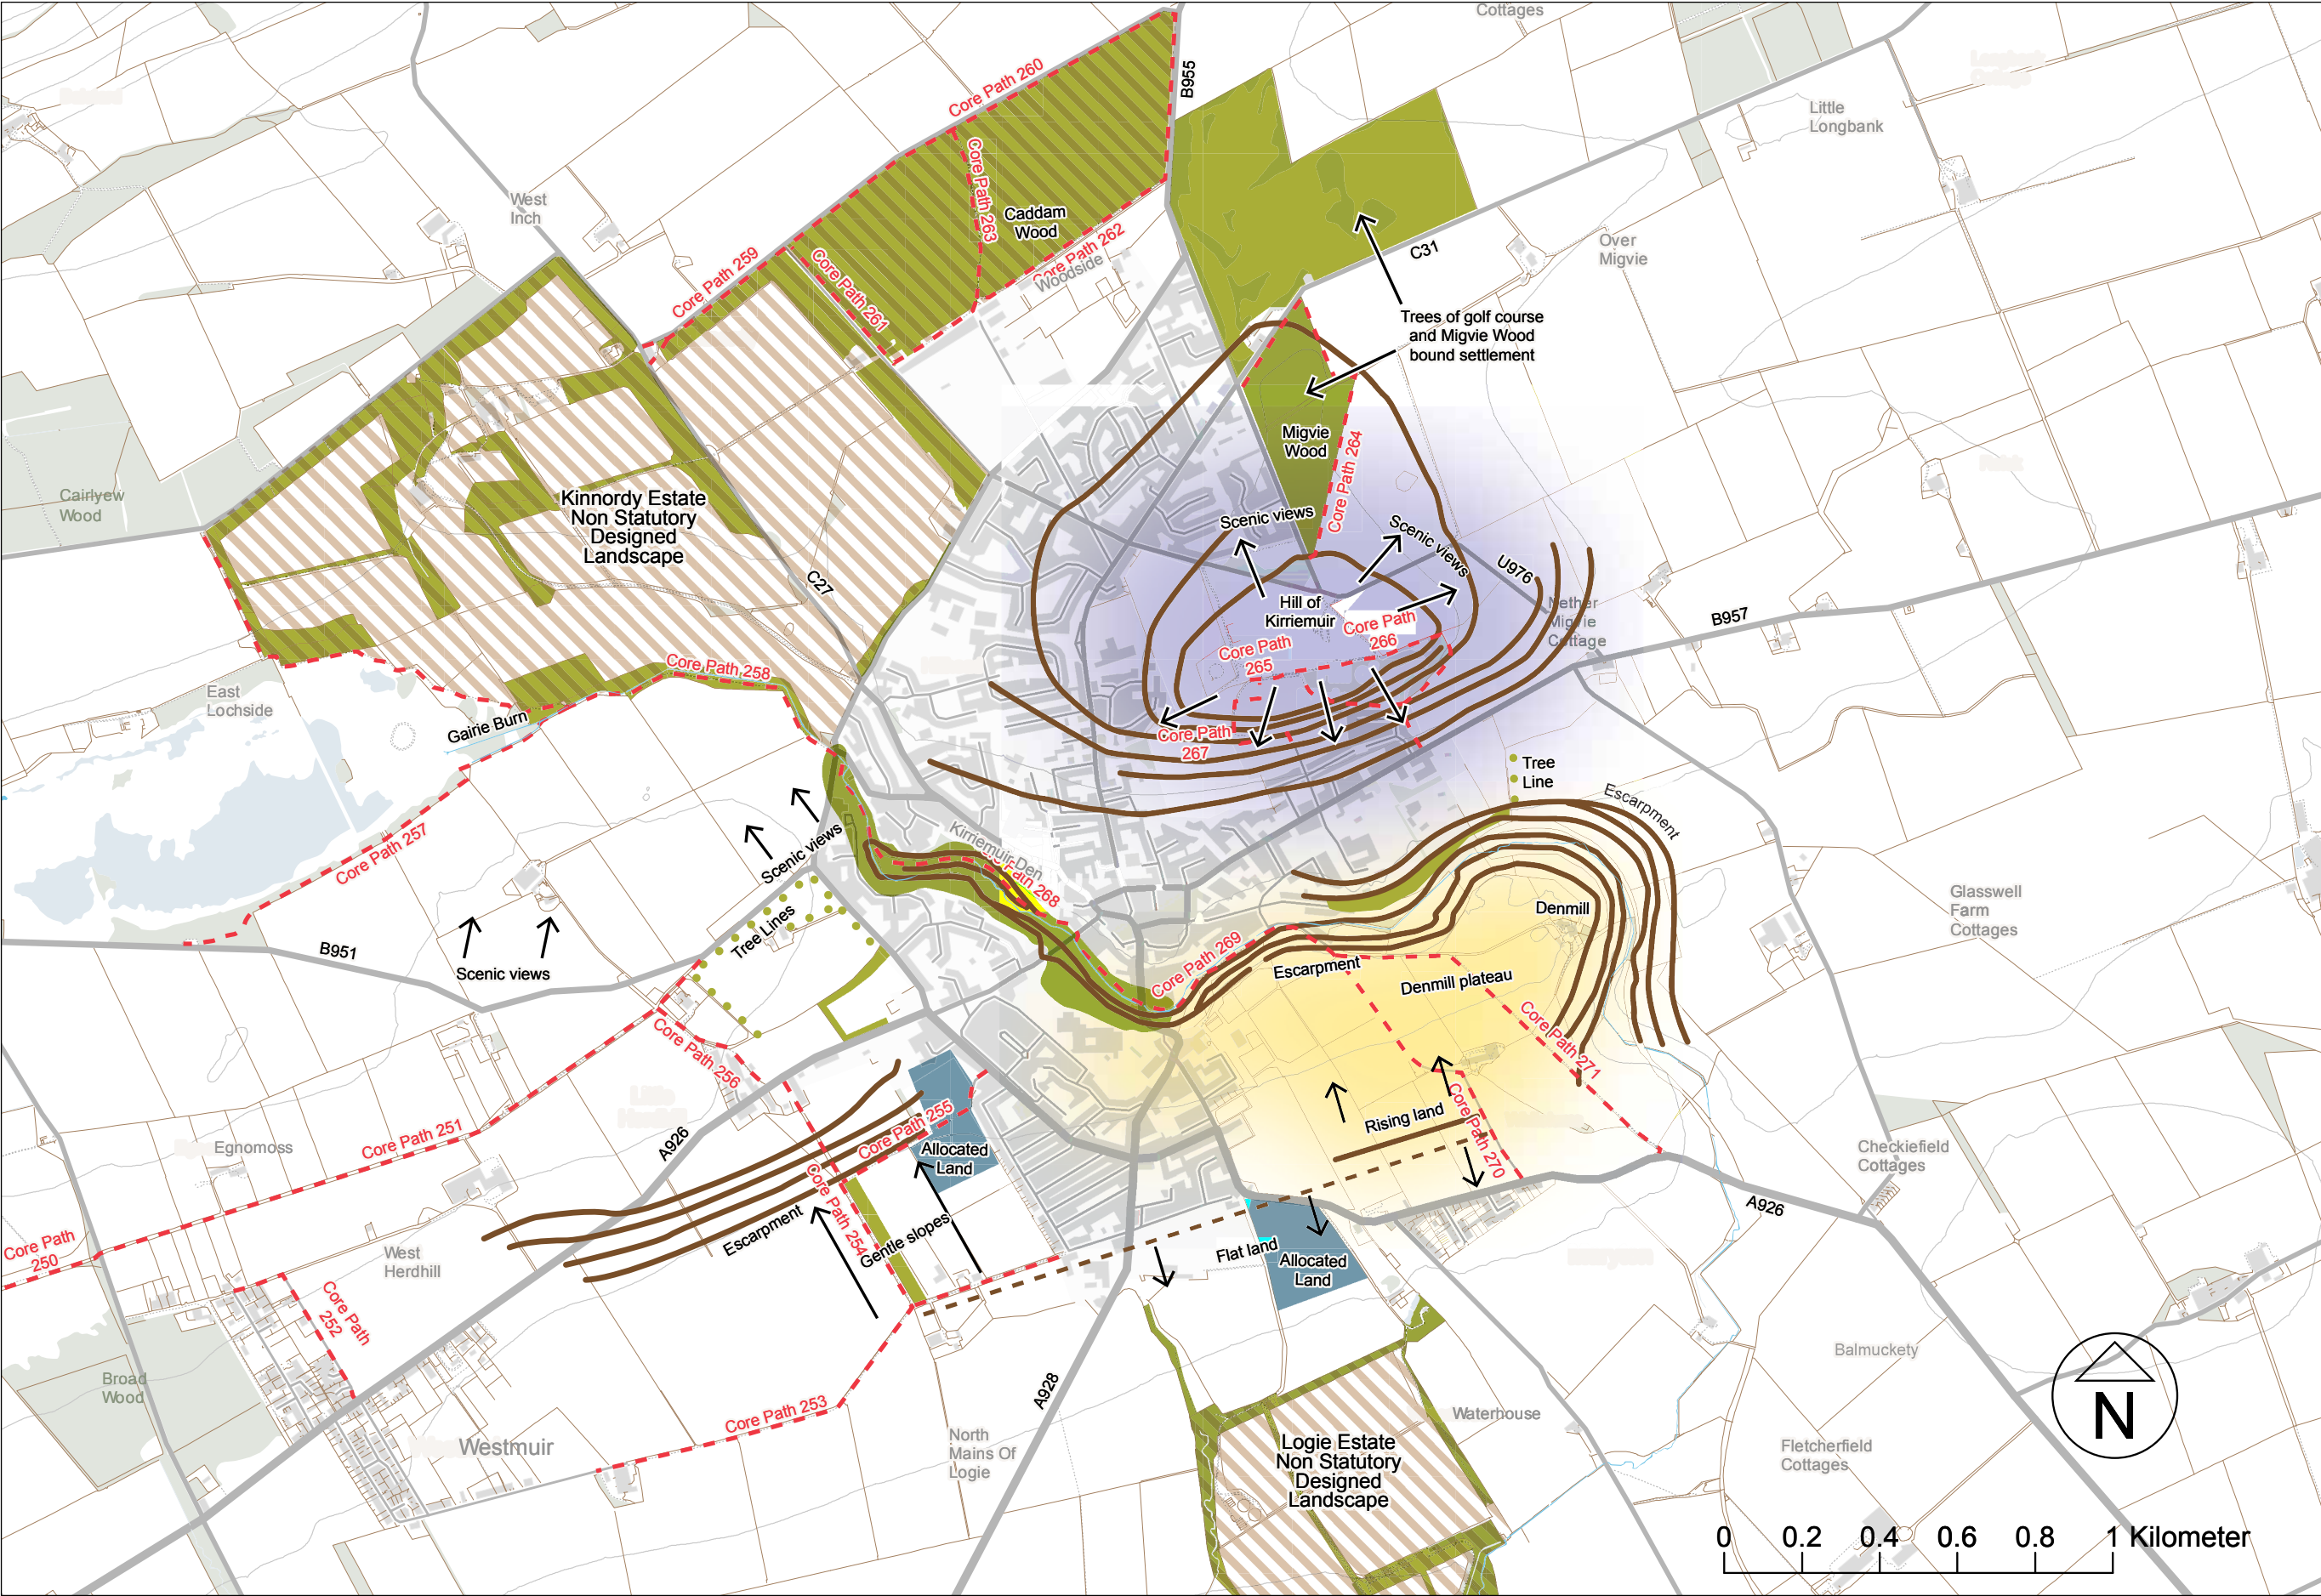 Cottages
Core Path 260
B955
Little
Longbank
Core Path 263
West
Inch
Caddam
Wood
Core Path 262
Woodside
Over
Migvie
C31
Core Path 259
Core Path 261
Trees of golf course
and Migvie Wood
bound settlement
Migvie
Wood
Core Path 264
Cairlyew
Wood
Kinnordy Estate
Non Statutory
Designed
Landscape
Scenic views
Scenic views
U976
C27
Hill of
Kirriemuir
Nether
Migvie
Cottage
B957
Core Path
265
Core Path
266
Core Path 258
East
Lochside
Gairie Burn
Core Path
267
Tree
Line
Escarpment
Core Path 257
Scenic views
Kirriemuir Den
268
Tree Lines
Denmill
Glasswell
Farm
Cottages
B951
Scenic views
Core Path 269
Escarpment
Denmill plateau
Core Path 256
Core Path 271
Core Path 251
Egnomoss
A926
Core Path 255
Allocated
Land
Rising land
Core Path 270
Checkiefield
Cottages
Core Path 254
A926
Core Path
250
West
Herdhill
Escarpment
Gentle slopes
Flat land
Allocated
Land
Core Path
252
Broad
Wood
Balmuckety
A928
Core Path 253
Westmuir
North
Mains Of
Logie
Waterhouse
Logie Estate
Non Statutory
Designed
Landscape
Fletcherfield
Cottages
N
0 0.2 0.4 0.6 0.8 1 Kilometer